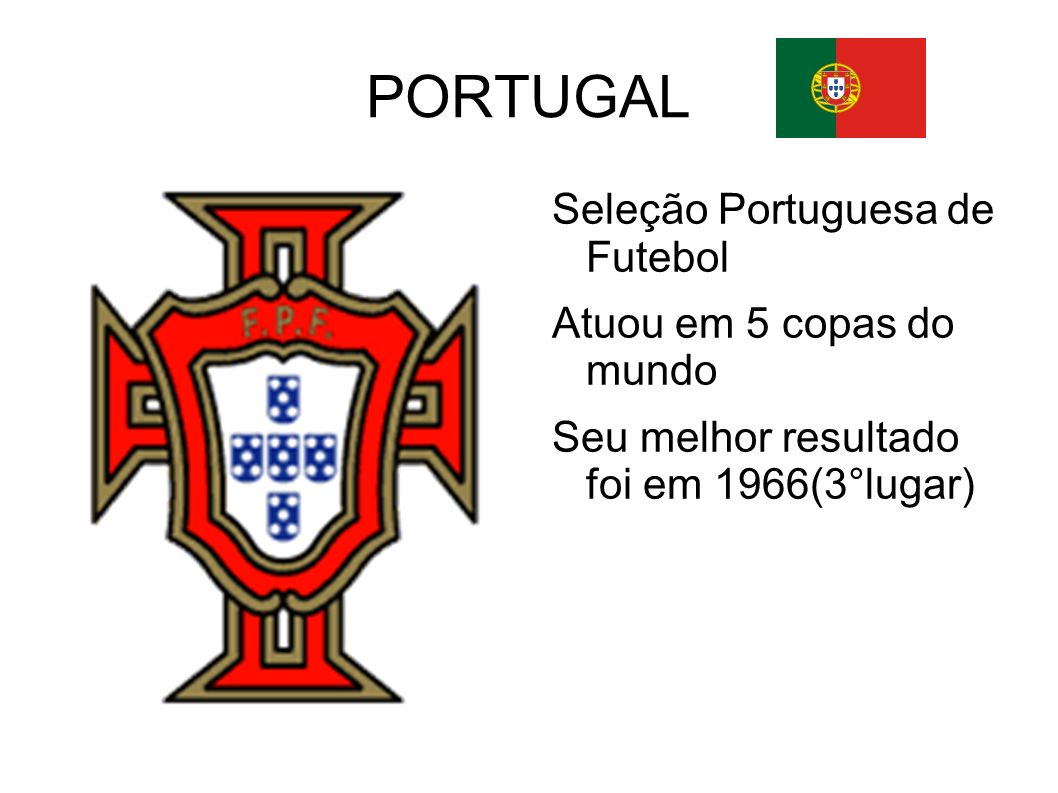 PORTUGAL
Seleção Portuguesa de
Futebol
Atuou em 5 copas do
mundo
Seu melhor resultado
foi em 1966(3°lugar)
F.P.F.